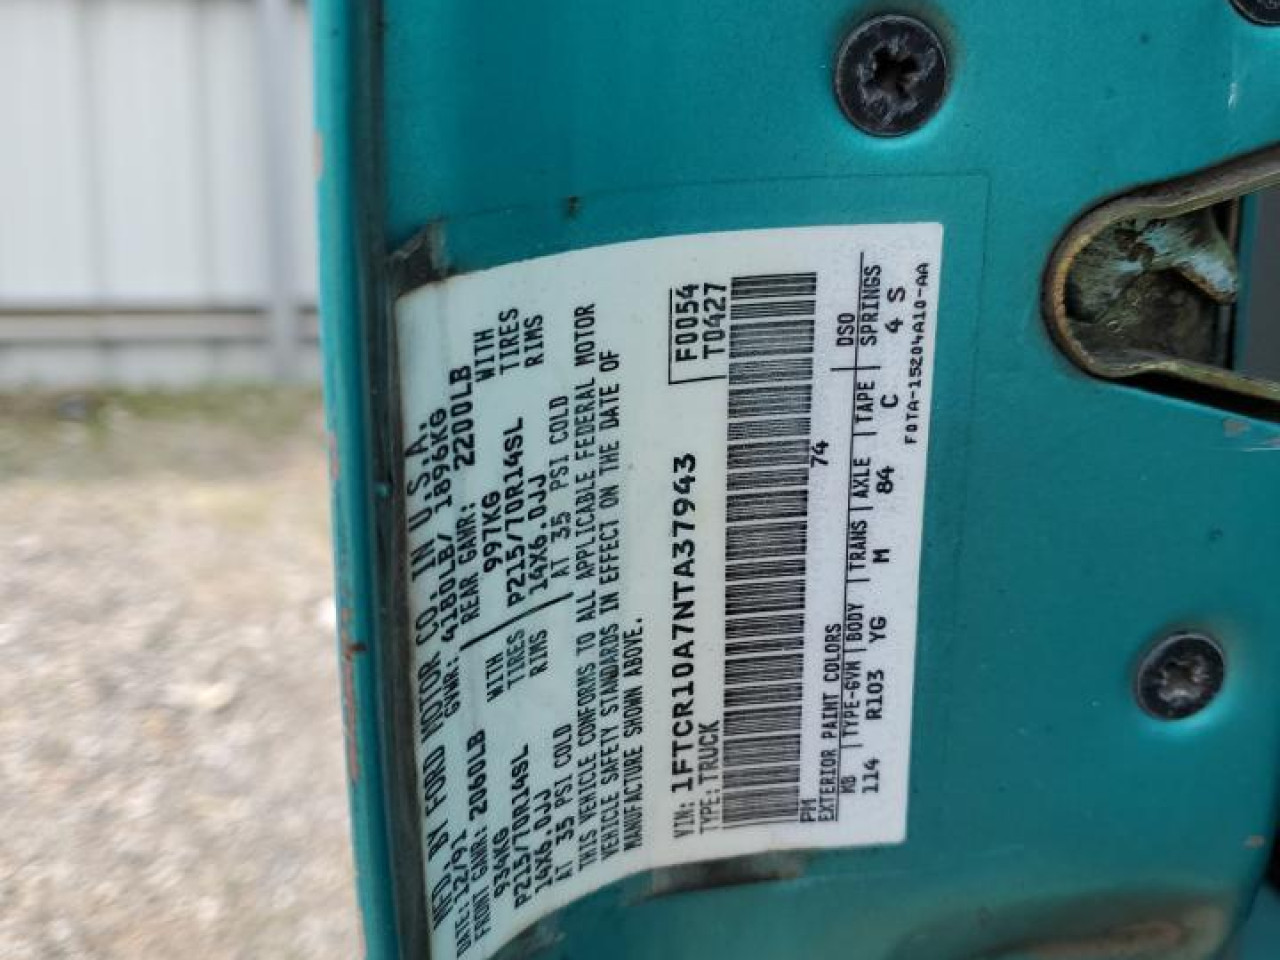 MFD. BY FORD MOTOR CO. IN U.S.A.
DATE: 12/91 GVWR: 4180LB/ 1896KG
FRONT GAWR: 2060LB REAR GAWR: 2200LB
934KG WITH 997KG WITH
P215/70R14SL TIRES P215/70R14SL TIRES
14X6.0JJ RIMS 14X6.0JJ RIMS
AT 35 PSI COLD AT 35 PSI COLD
THIS VEHICLE CONFORMS TO ALL APPLICABLE FEDERAL MOTOR
VEHICLE SAFETY STANDARDS IN EFFECT ON THE DATE OF
MANUFACTURE SHOWN ABOVE.
VIN: 1FTCR10A7NTA37943 F0054
TYPE: TRUCK T0427
PM 74
EXTERIOR PAINT COLORS DSO
WB TYPE-GVW BODY TRANS AXLE TAPE SPRINGS
114 R103 YG M 84 C 4 S
F0TA-15204A10-AA